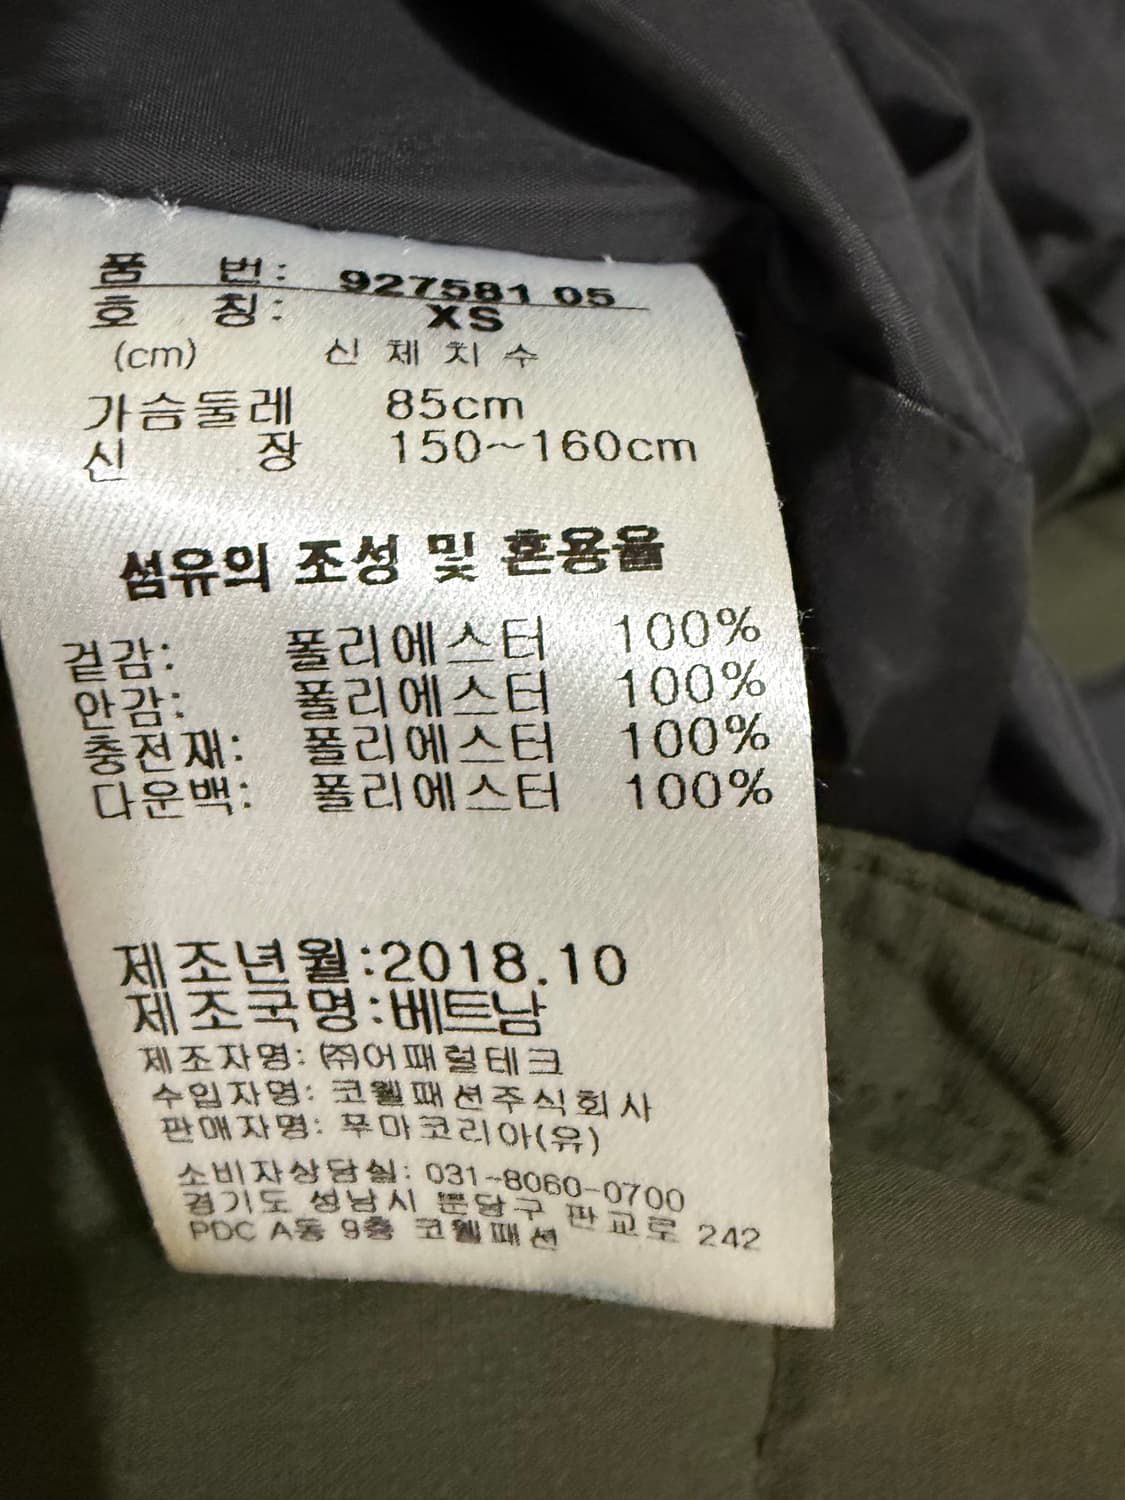 품 번: 927581 05
호 칭: XS
(cm) 신 체 치 수
가슴둘레 85cm
신 장 150~160cm
섬유의 조성 및 혼용율
겉감: 폴리에스터 100%
안감: 폴리에스터 100%
충전재: 폴리에스터 100%
다운백: 폴리에스터 100%
제조년월:2018.10
제조국명:베트남
제조자명: ㈜어패럴테크
수입자명: 코웰패션주식회사
판매자명: 푸마코리아(유)
소비자상담실: 031-8060-0700
경기도 성남시 분당구 판교로 242
PDC A동 9층 코웰패션